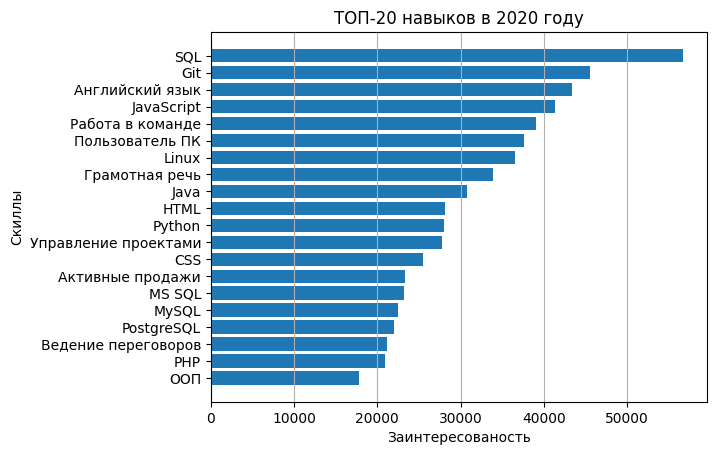 ТОП-20 навыков в 2020 году
Скиллы
SQL
Git
Английский язык
JavaScript
Работа в команде
Пользователь ПК
Linux
Грамотная речь
Java
HTML
Python
Управление проектами
CSS
Активные продажи
MS SQL
MySQL
PostgreSQL
Ведение переговоров
PHP
ООП
0 10000 20000 30000 40000 50000
Заинтересованость